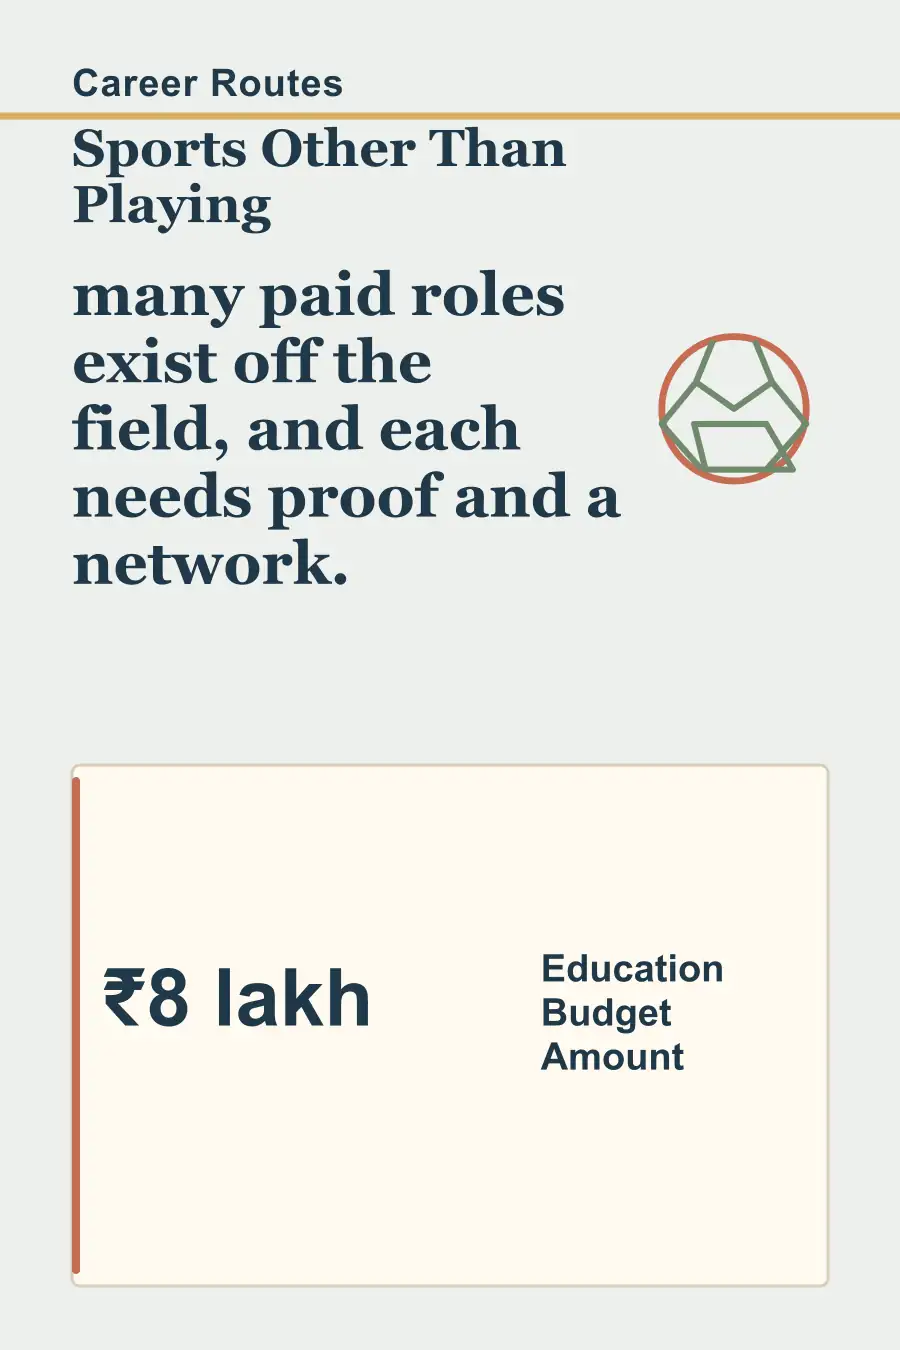 Career Routes
Sports Other Than
Playing
many paid roles
exist off the
field, and each
needs proof and a
network.
₹8 lakh
Education
Budget
Amount